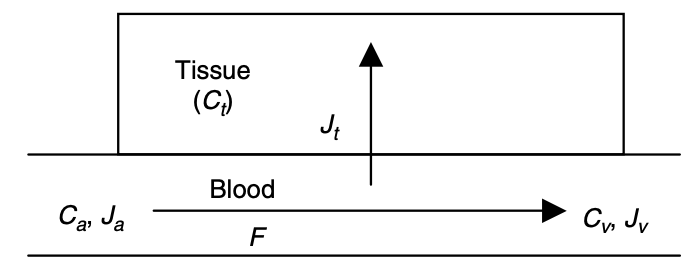 Tissue
(Cₜ)
Jₜ
Blood
Cₐ, Jₐ
F
Cᵥ, Jᵥ